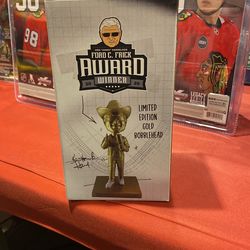 98
FORD C. FRICK
AWARD
WINNER
LIMITED
EDITION
GOLD
BOBBLEHEAD